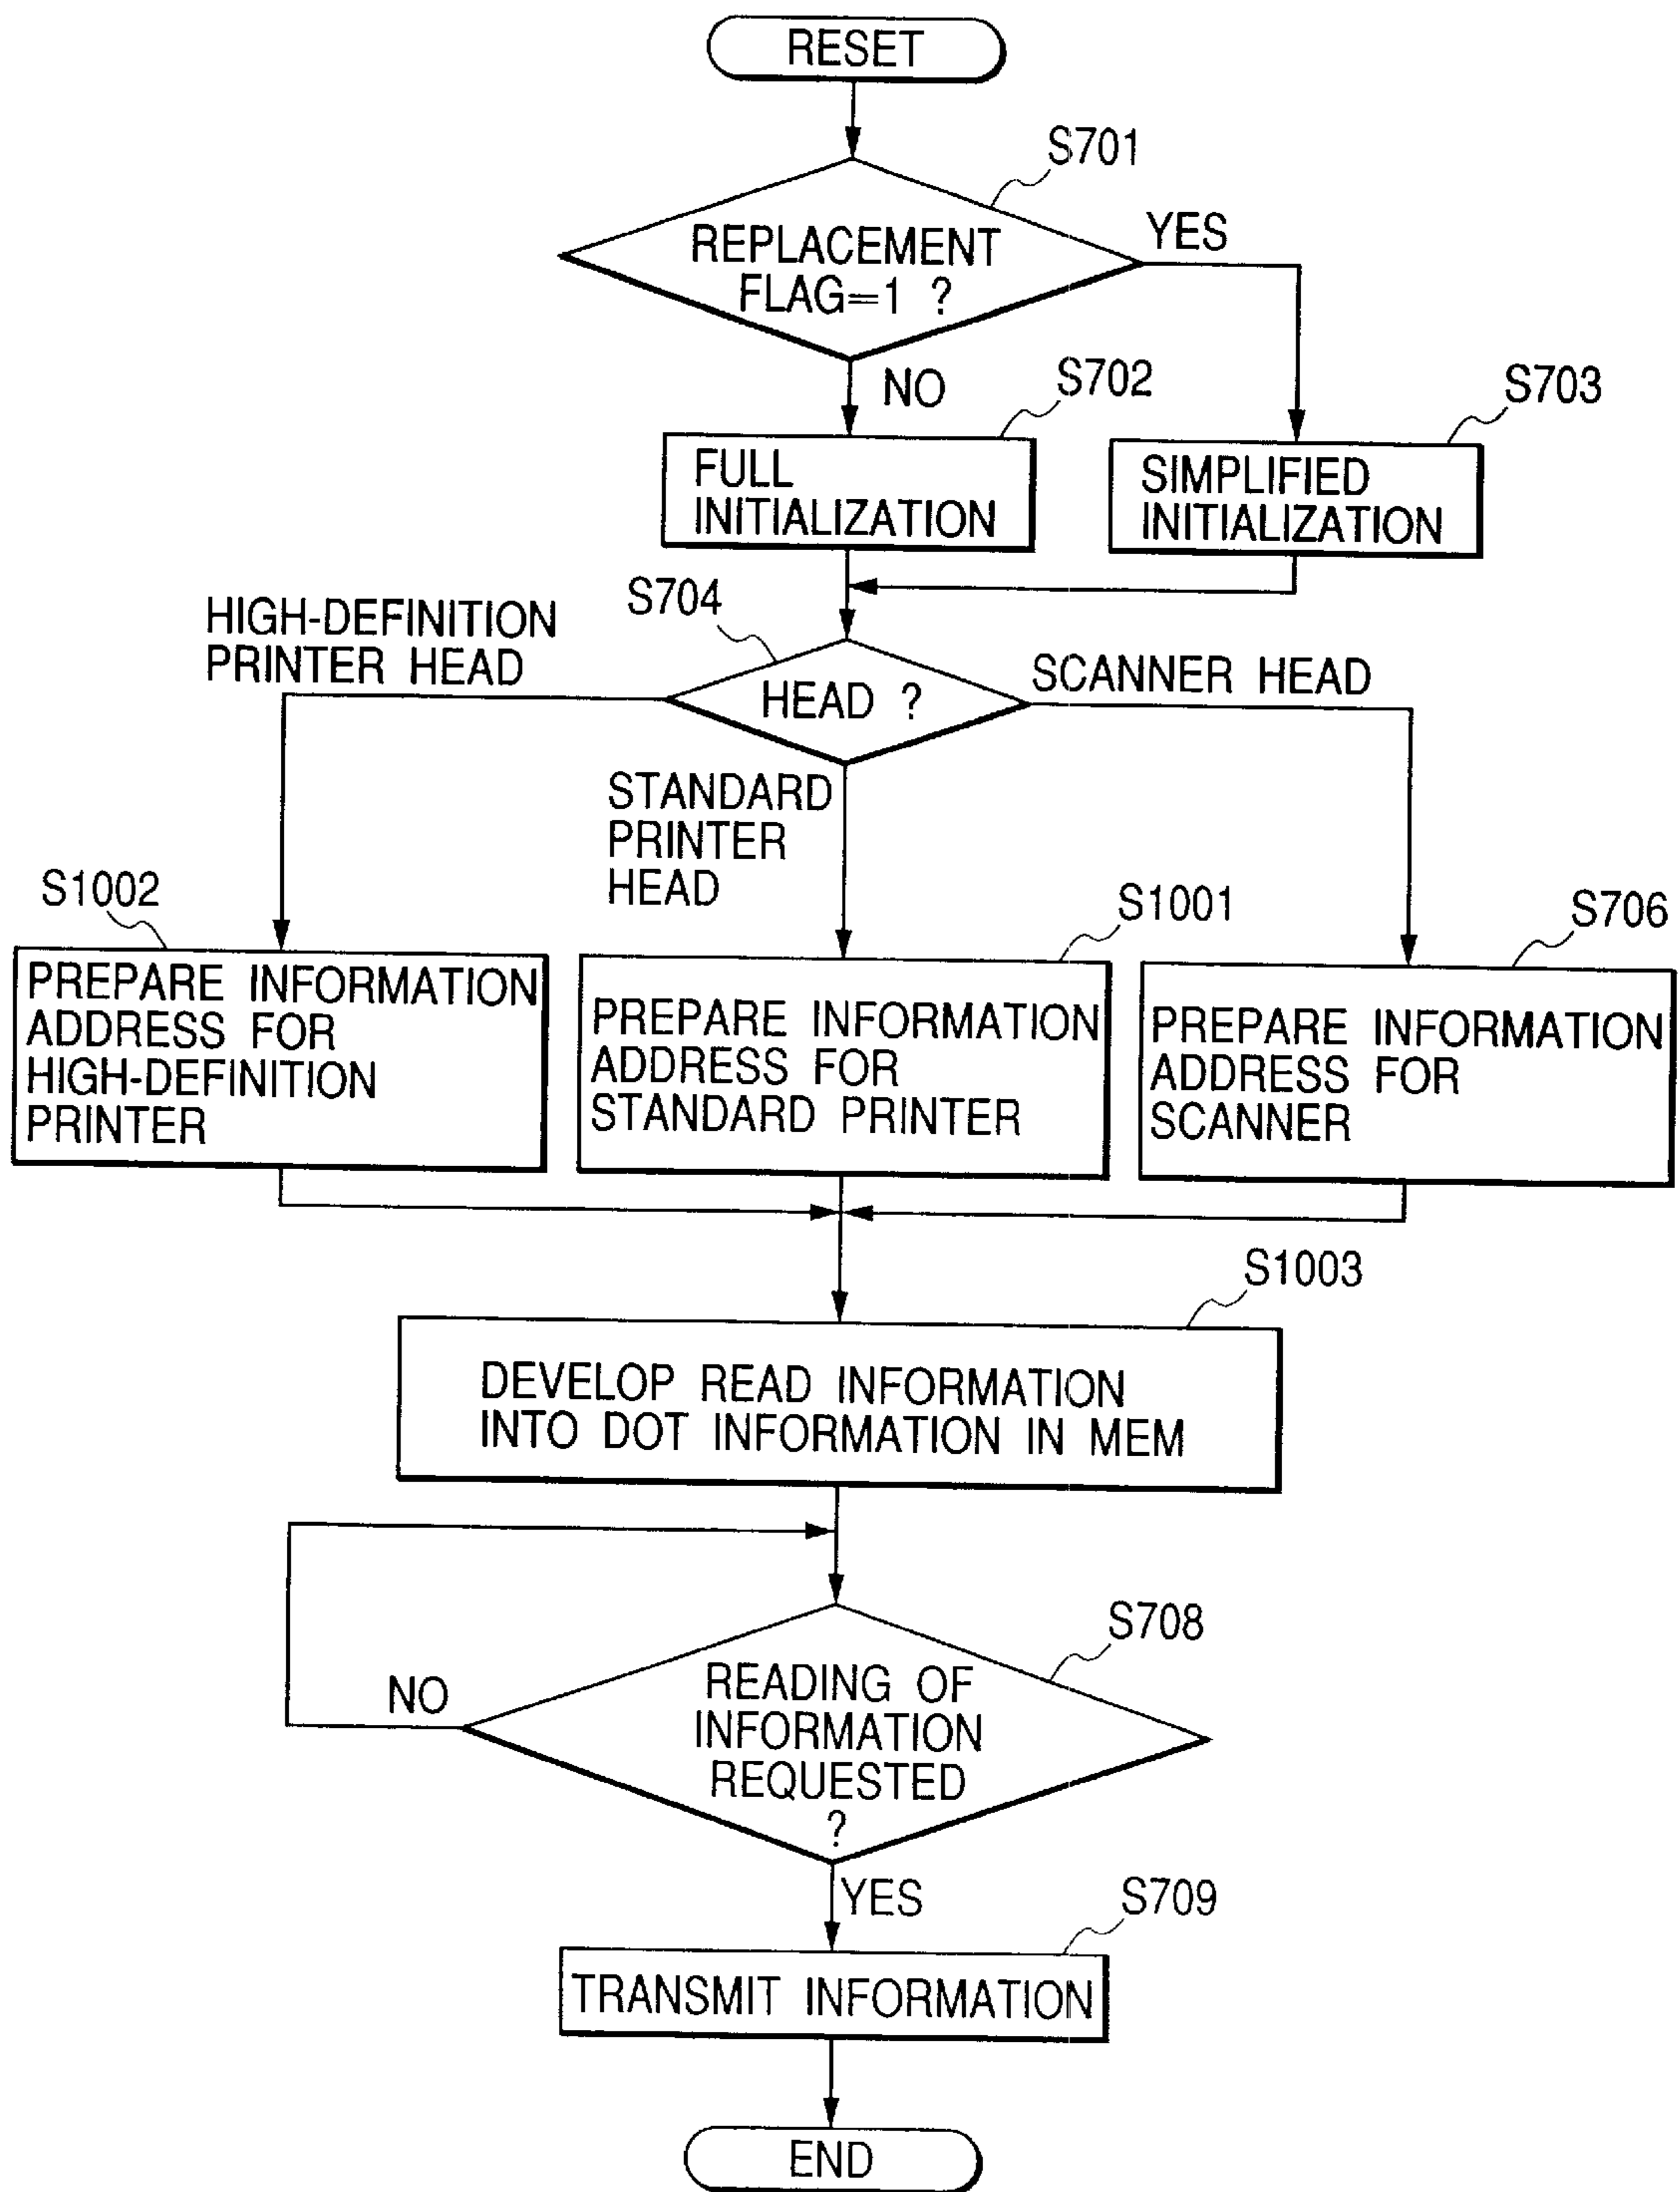 RESET
S701
REPLACEMENT
FLAG=1 ?
YES
NO
S702
S703
FULL
INITIALIZATION
SIMPLIFIED
INITIALIZATION
S704
HIGH-DEFINITION
PRINTER HEAD
HEAD ?
SCANNER HEAD
STANDARD
PRINTER
HEAD
S1002
S1001
S706
PREPARE INFORMATION
ADDRESS FOR
HIGH-DEFINITION
PRINTER
PREPARE INFORMATION
ADDRESS FOR
STANDARD PRINTER
PREPARE INFORMATION
ADDRESS FOR
SCANNER
S1003
DEVELOP READ INFORMATION
INTO DOT INFORMATION IN MEM
S708
NO
READING OF
INFORMATION
REQUESTED
?
YES
S709
TRANSMIT INFORMATION
END